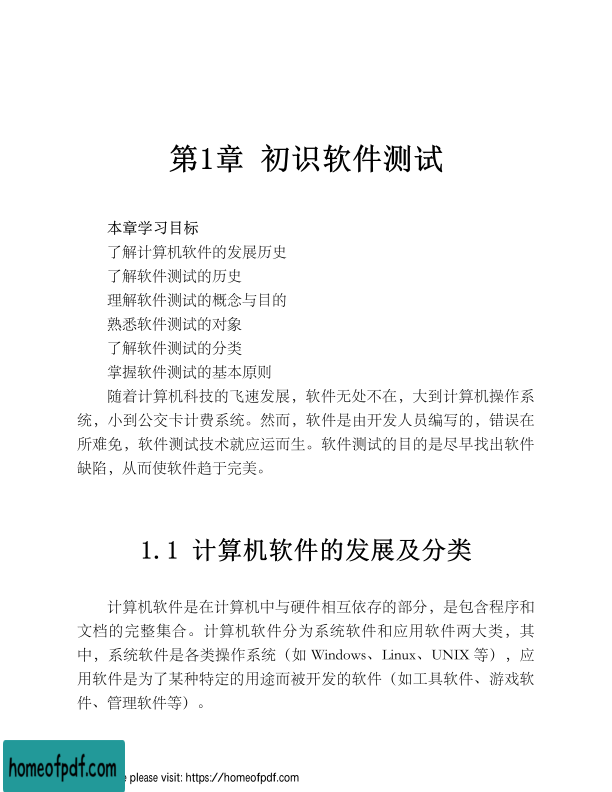 第1章 初识软件测试
本章学习目标
了解计算机软件的发展历史
了解软件测试的历史
理解软件测试的概念与目的
熟悉软件测试的对象
了解软件测试的分类
掌握软件测试的基本原则
随着计算机科技的飞速发展，软件无处不在，大到计算机操作系
统，小到公交卡计费系统。然而，软件是由开发人员编写的，错误在
所难免，软件测试技术就应运而生。软件测试的目的是尽早找出软件
缺陷，从而使软件趋于完美。
1.1 计算机软件的发展及分类
计算机软件是在计算机中与硬件相互依存的部分，是包含程序和
文档的完整集合。计算机软件分为系统软件和应用软件两大类，其
中，系统软件是各类操作系统（如 Windows、Linux、UNIX 等），应
用软件是为了某种特定的用途而被开发的软件（如工具软件、游戏软
件、管理软件等）。
homeofpdf.com
please visit: https://homeofpdf.com